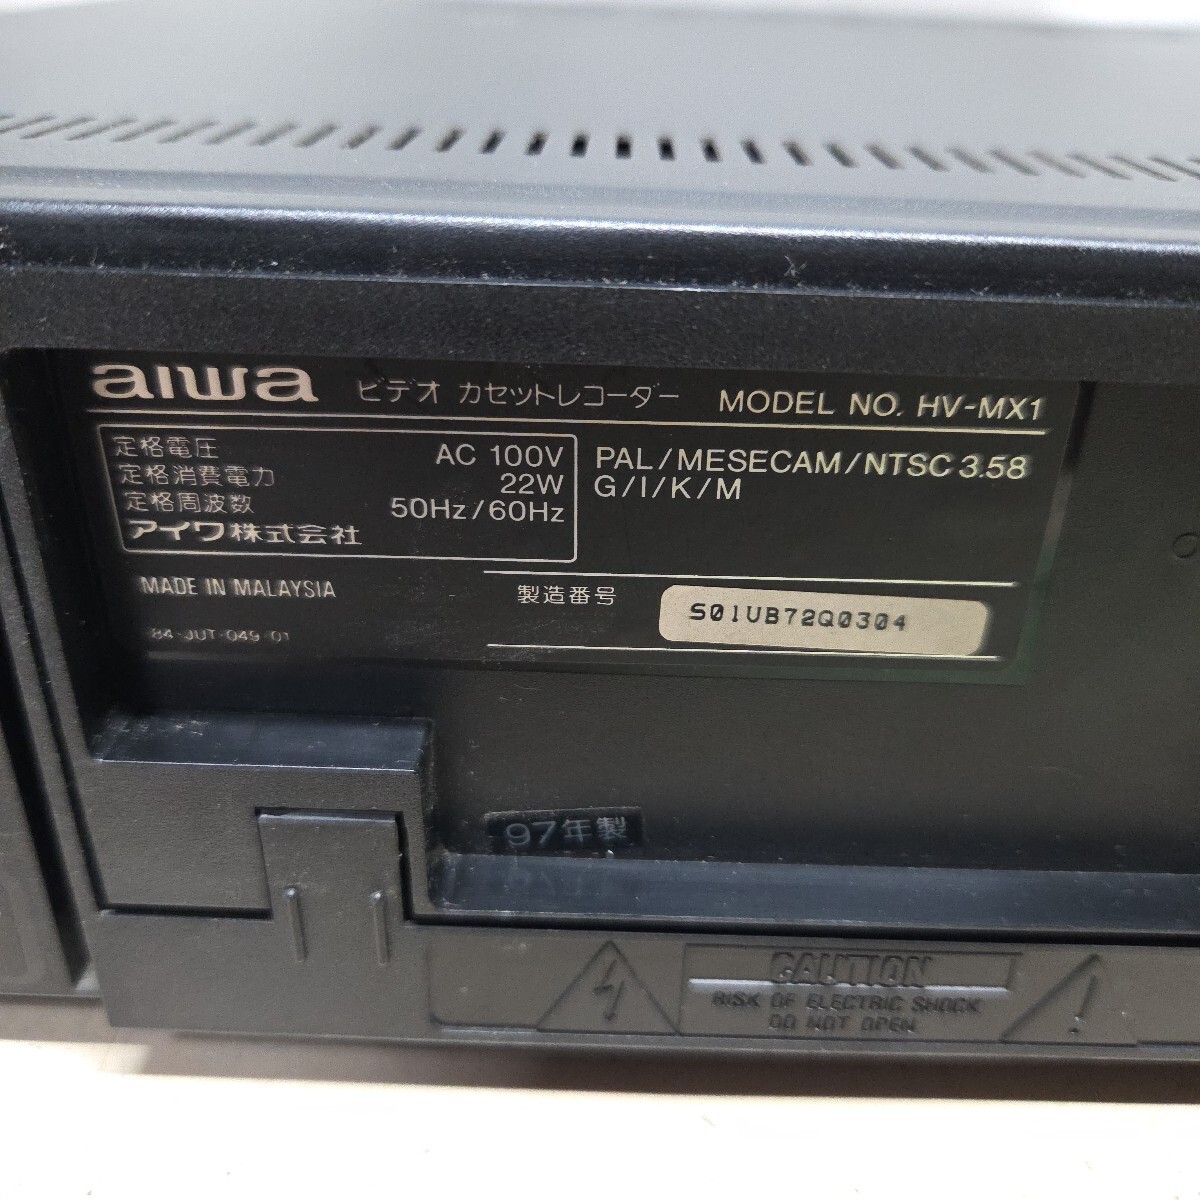 aiwa ビデオ カセットレコーダー MODEL NO. HV-MX1
定格電圧 AC 100V
定格消費電力 22W
定格周波数 50Hz/60Hz
アイワ株式会社
PAL/MESECAM/NTSC 3.58
G/I/K/M
MADE IN MALAYSIA
製造番号 S01UB72Q0304
84-JUT-049-01
97年製
CAUTION
RISK OF ELECTRIC SHOCK
DO NOT OPEN